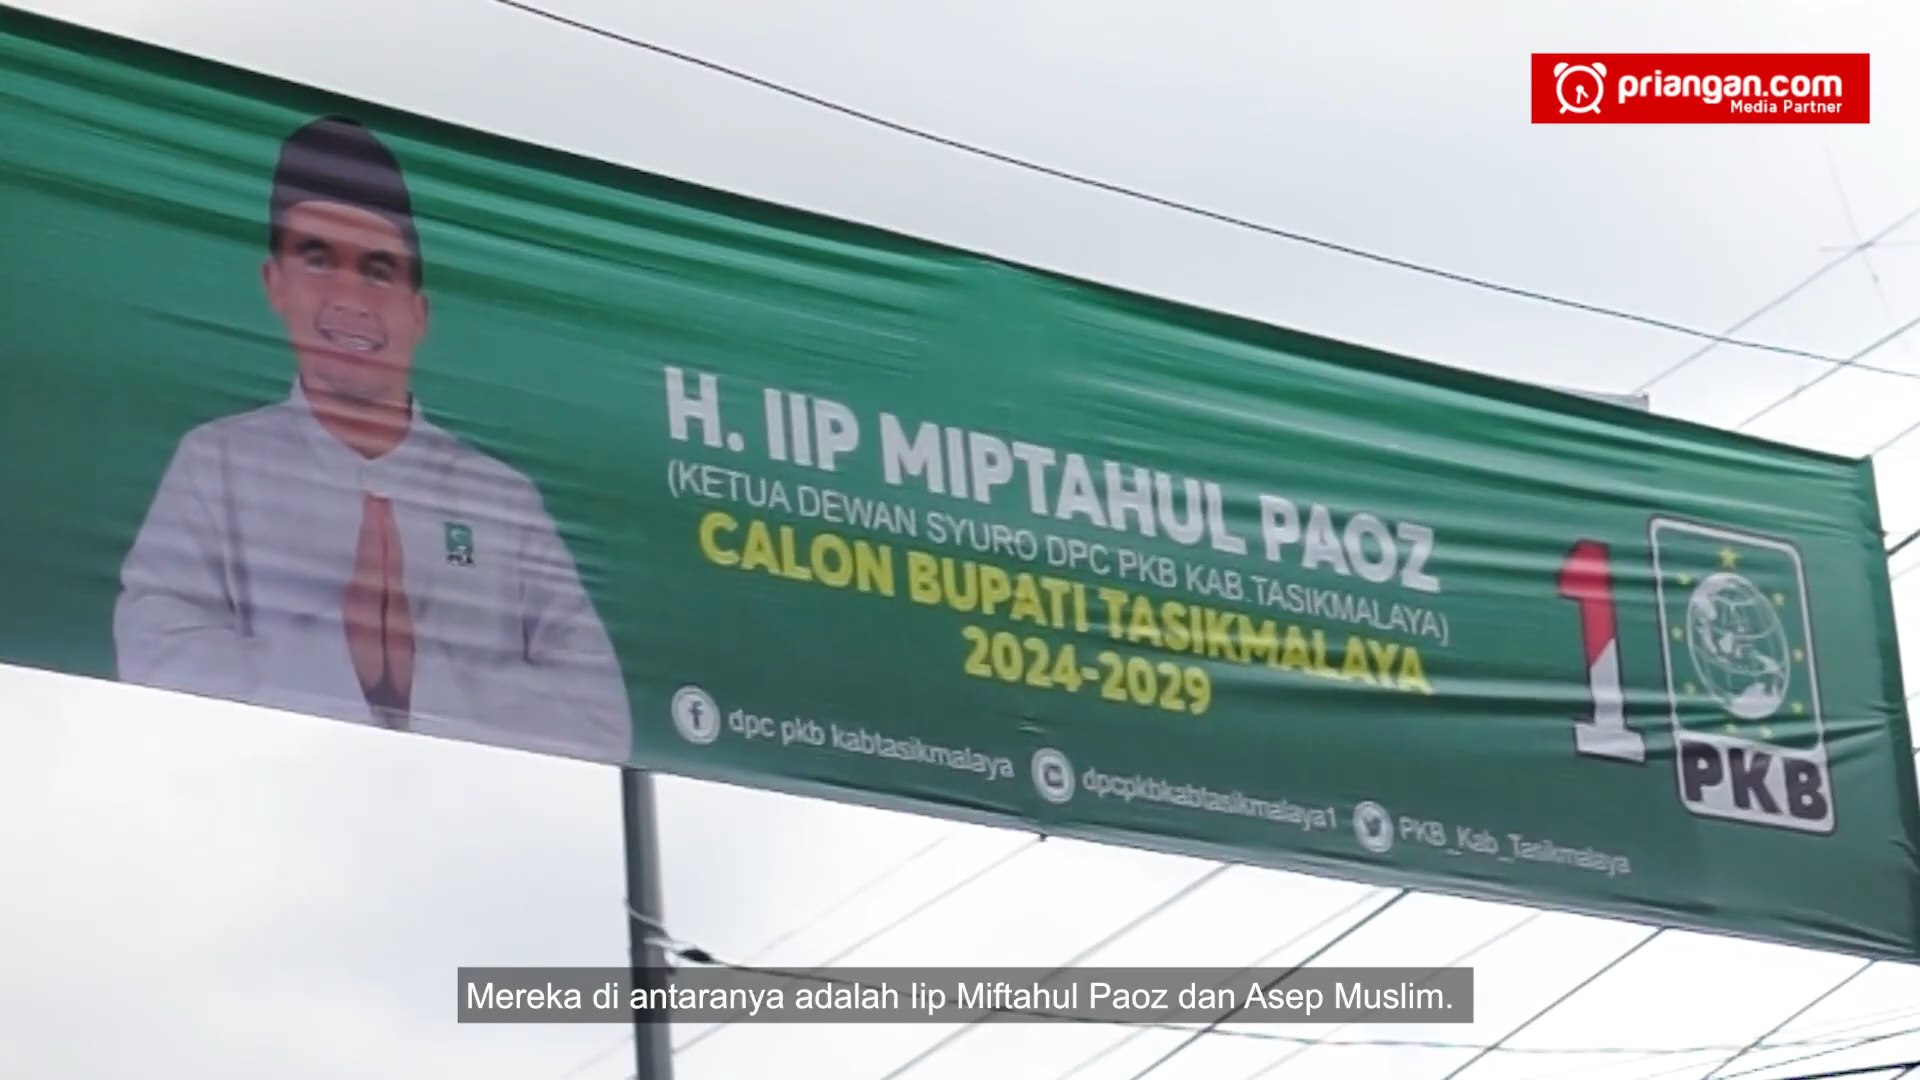 priangan.com
Media Partner
H. IIP MIPTAHUL PAOZ
(KETUA DEWAN SYURO DPC PKB KAB.TASIKMALAYA)
CALON BUPATI TASIKMALAYA
2024-2029
1
PKB
dpc pkb kabtasikmalaya
dpcpkbkabtasikmalaya1
PKB_Kab_Tasikmalaya
Mereka di antaranya adalah Iip Miftahul Paoz dan Asep Muslim.